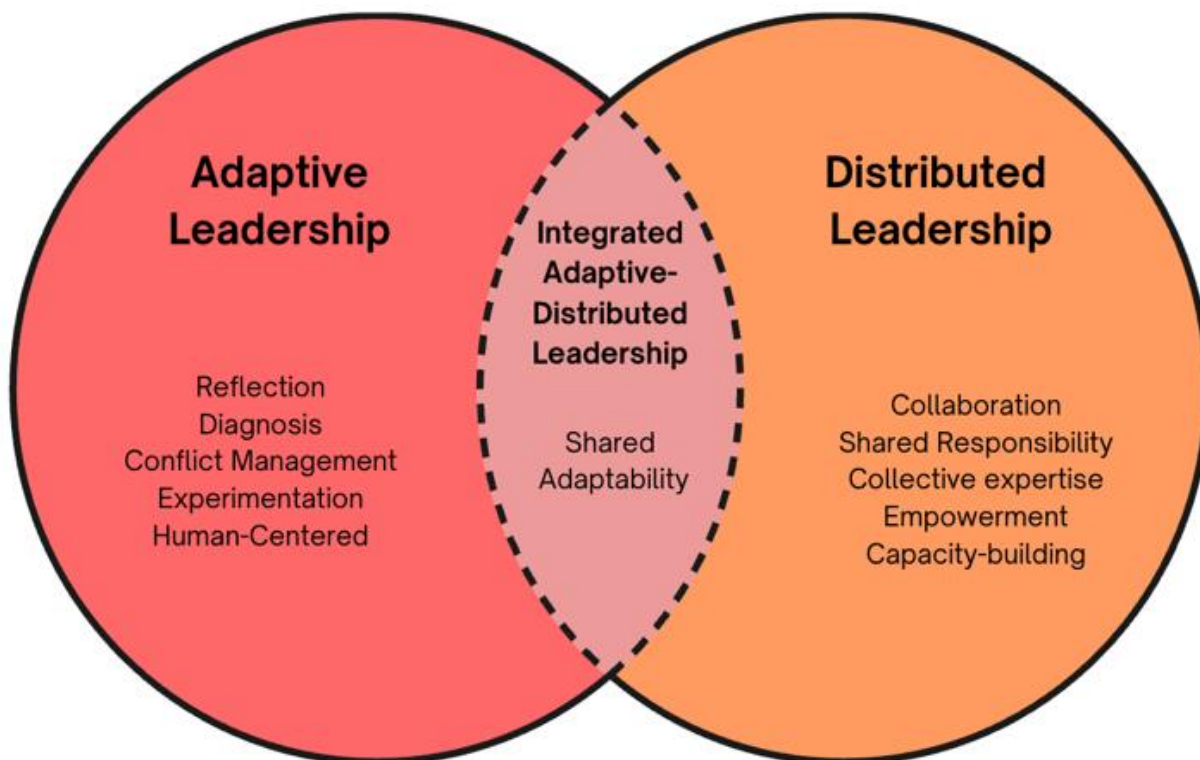 Adaptive
Leadership
Reflection
Diagnosis
Conflict Management
Experimentation
Human-Centered
Integrated
Adaptive-
Distributed
Leadership
Shared
Adaptability
Distributed
Leadership
Collaboration
Shared Responsibility
Collective expertise
Empowerment
Capacity-building